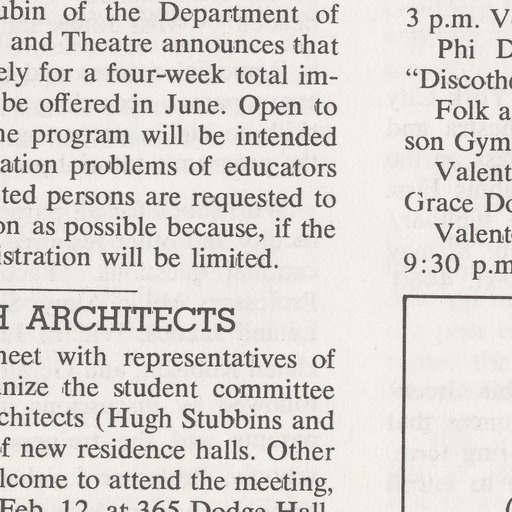 ubin of the Department of
and Theatre announces that
ely for a four-week total im-
be offered in June. Open to
he program will be intended
ation problems of educators
ted persons are requested to
on as possible because, if the
istration will be limited.
H ARCHITECTS
meet with representatives of
nize the student committee
chitects (Hugh Stubbins and
f new residence halls. Other
lcome to attend the meeting,
Feb. 12, at 365 Dodge Hall.
3 p.m. V
Phi D
“Discothe
Folk a
son Gym
Valent
Grace Do
Valent
9:30 p.m